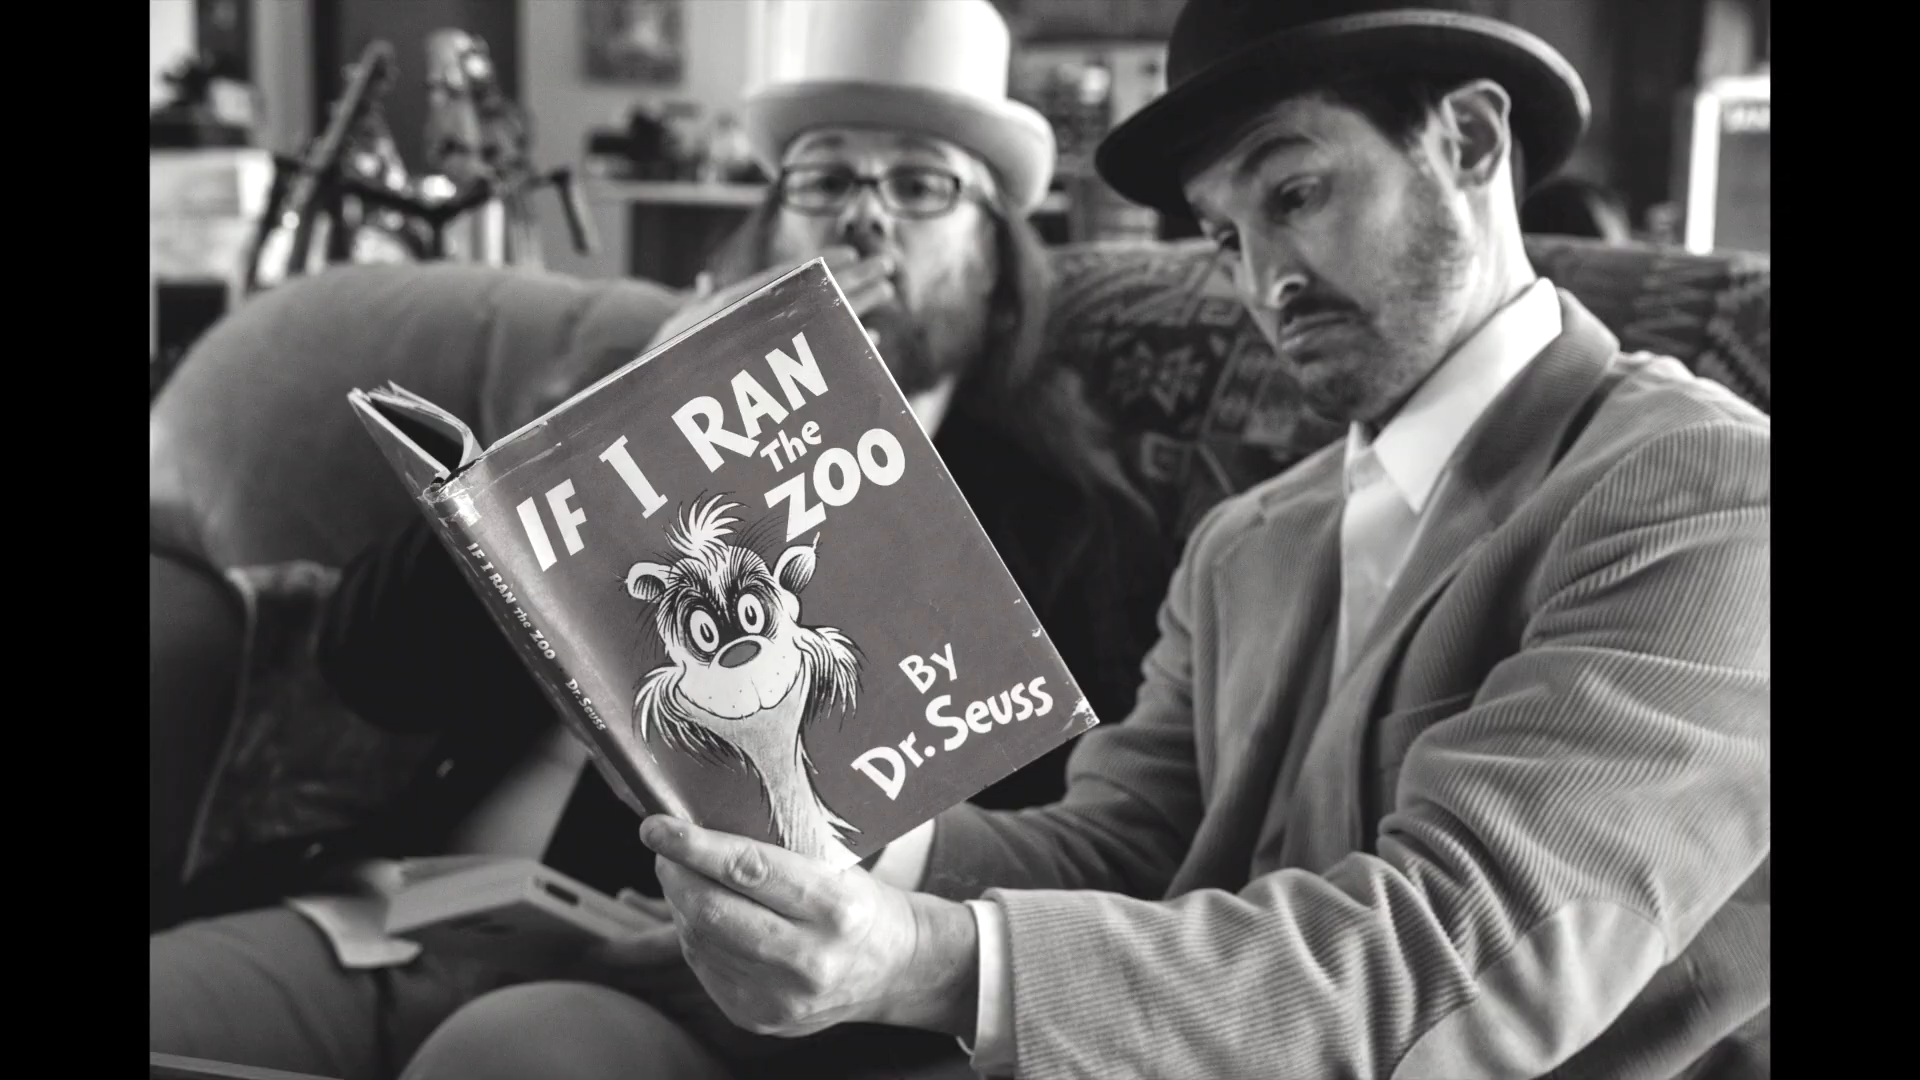 IF I RAN
The
ZOO
By
Dr. Seuss
IF I RAN The ZOO Dr. Seuss